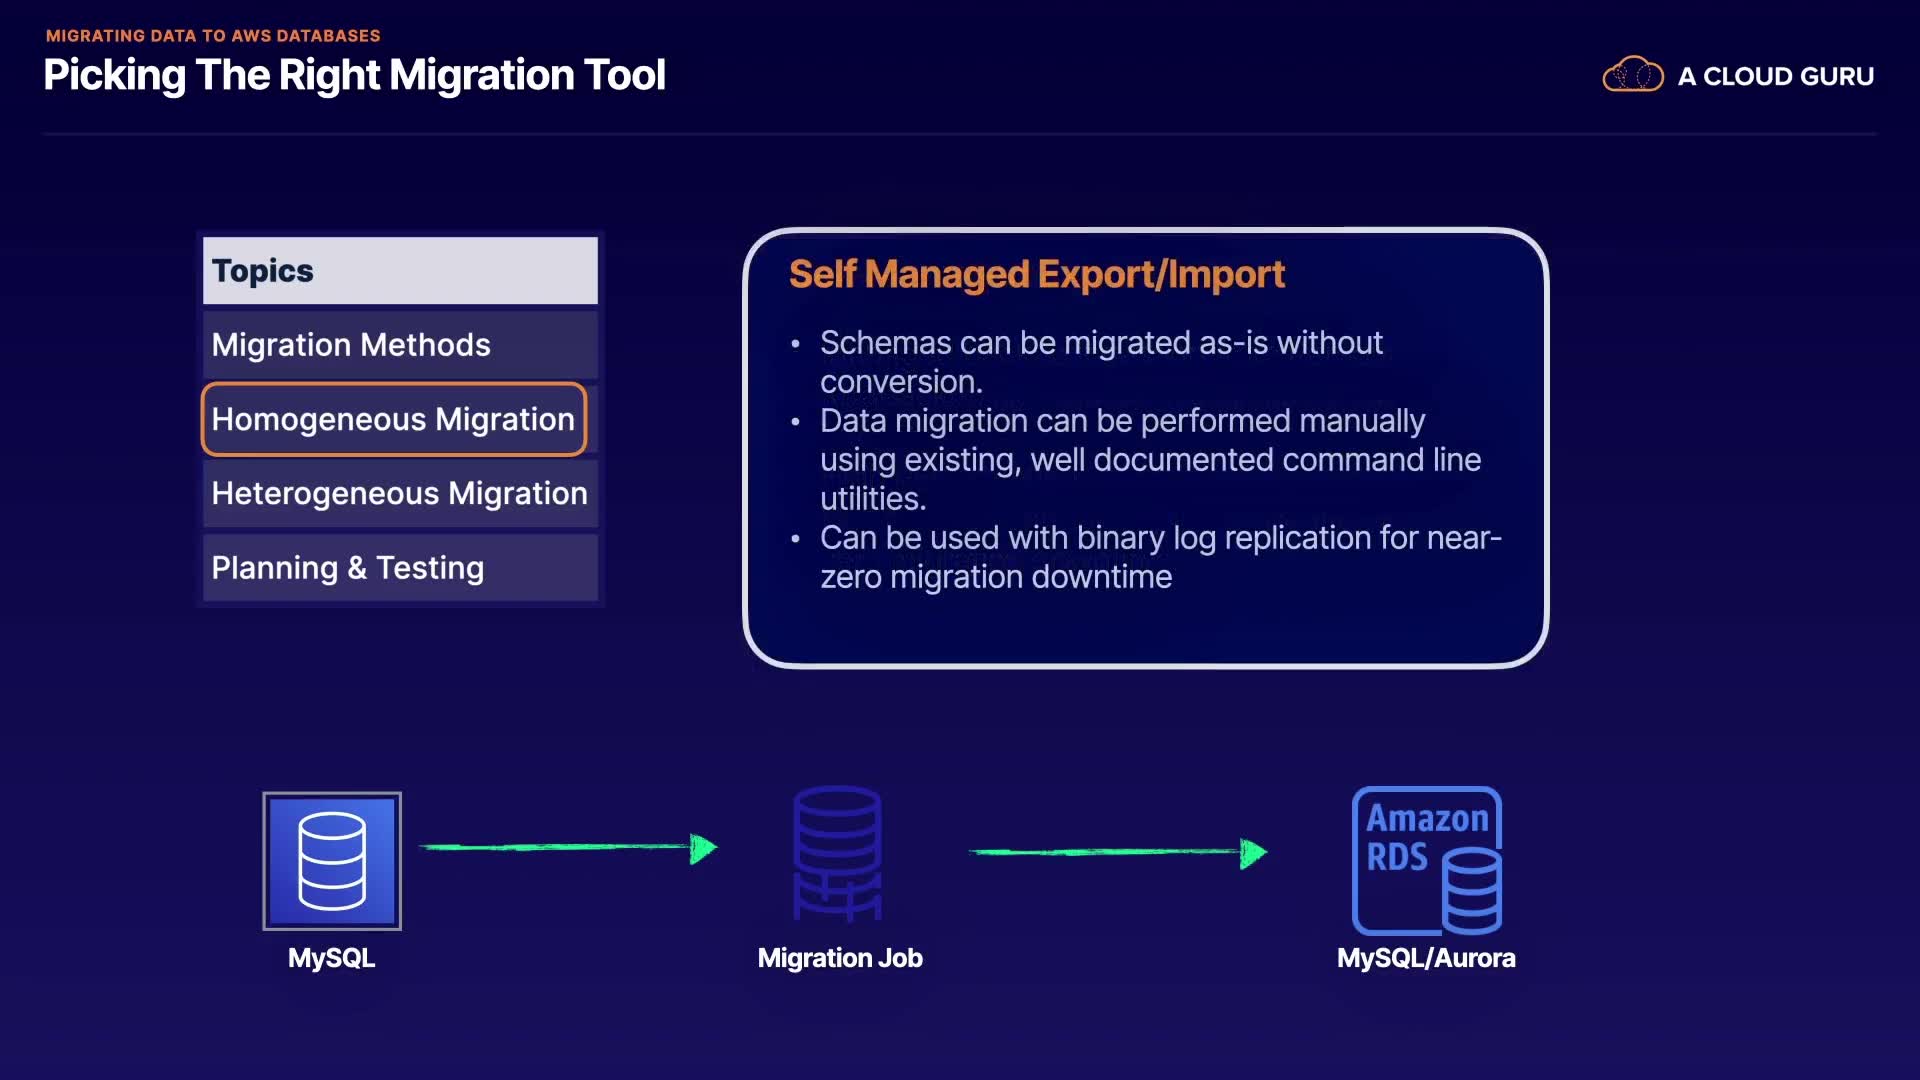 MIGRATING DATA TO AWS DATABASES
Picking The Right Migration Tool
A CLOUD GURU
Topics
Migration Methods
Homogeneous Migration
Heterogeneous Migration
Planning & Testing
Self Managed Export/Import
• Schemas can be migrated as-is without
conversion.
• Data migration can be performed manually
using existing, well documented command line
utilities.
• Can be used with binary log replication for near-
zero migration downtime
Amazon
RDS
MySQL
Migration Job
MySQL/Aurora